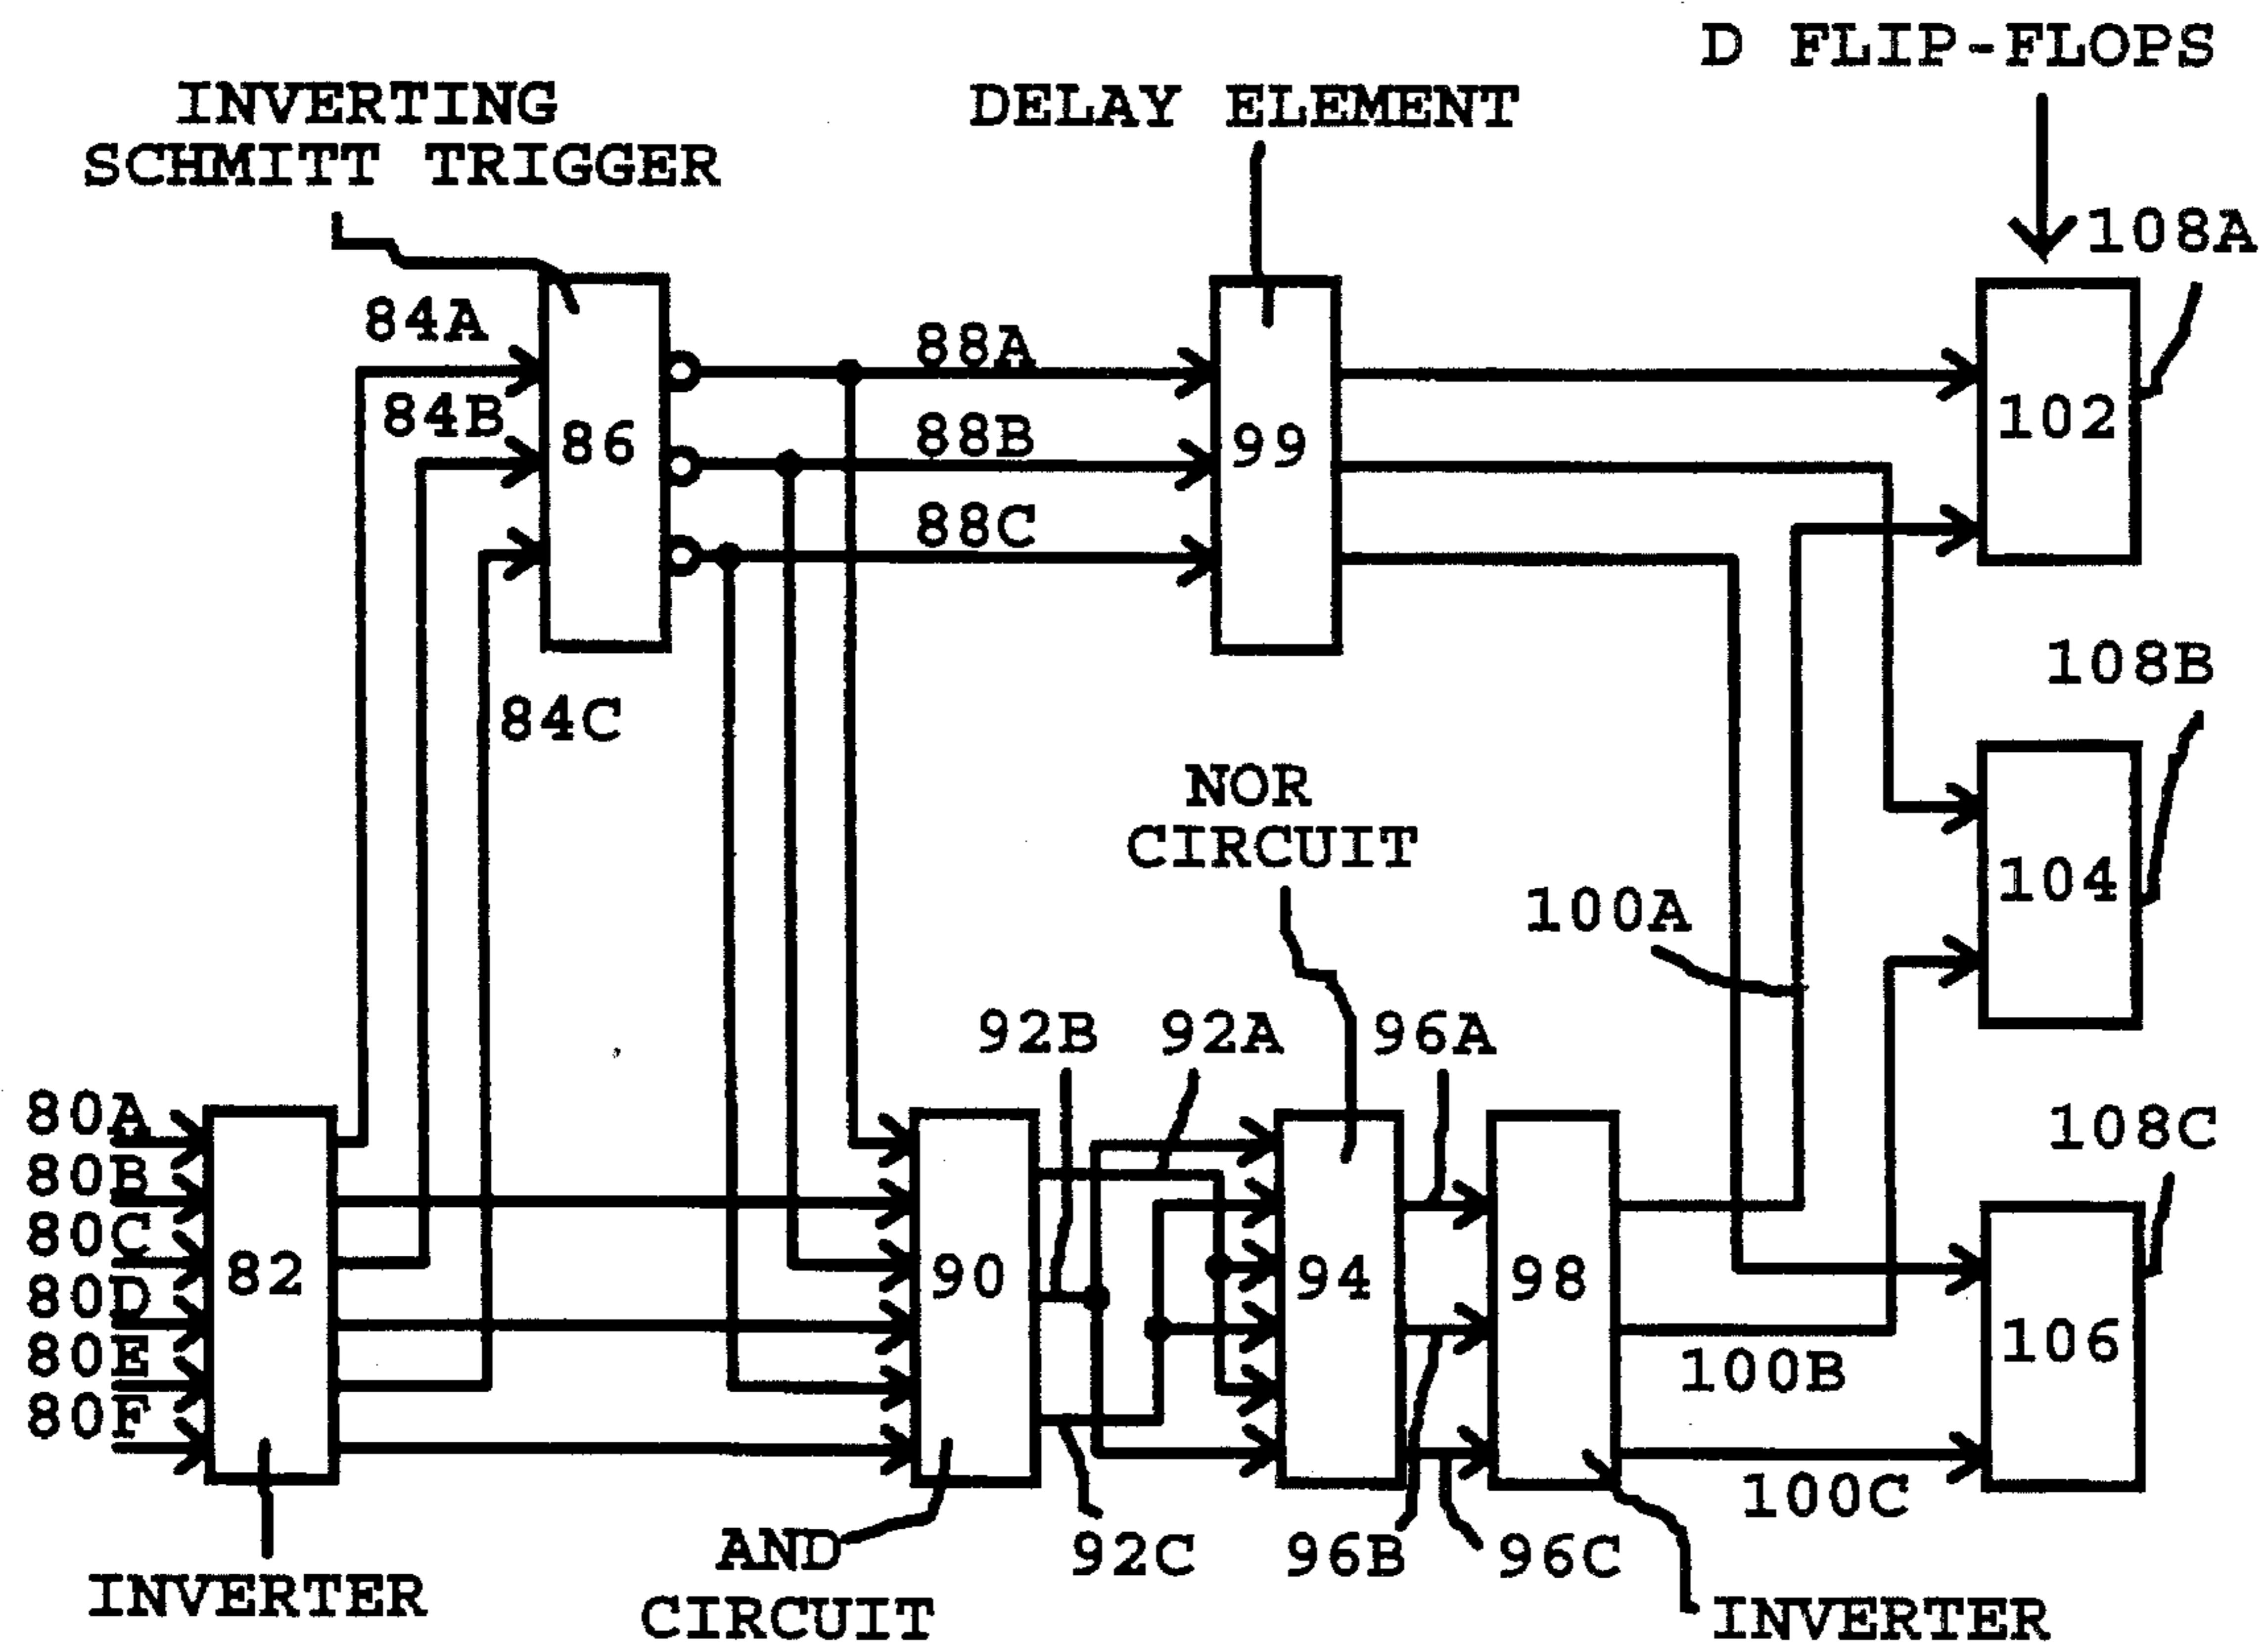 D FLIP-FLOPS
INVERTING
SCHMITT TRIGGER
DELAY ELEMENT
108A
84A
88A
84B
86
88B
99
102
88C
108B
84C
NOR
CIRCUIT
104
100A
92B
92A
96A
80A
108C
80B
80C
82
90
94
98
80D
106
80E
100B
80F
100C
AND
CIRCUIT
92C
96B
96C
INVERTER
INVERTER